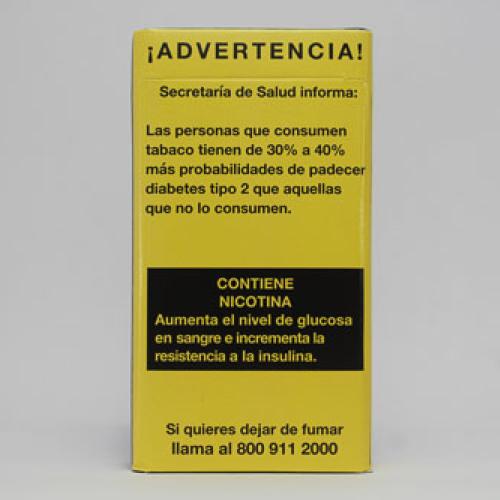 ¡ADVERTENCIA!
Secretaría de Salud informa:
Las personas que consumen
tabaco tienen de 30% a 40%
más probabilidades de padecer
diabetes tipo 2 que aquellas
que no lo consumen.
CONTIENE
NICOTINA
Aumenta el nivel de glucosa
en sangre e incrementa la
resistencia a la insulina.
Si quieres dejar de fumar
llama al 800 911 2000